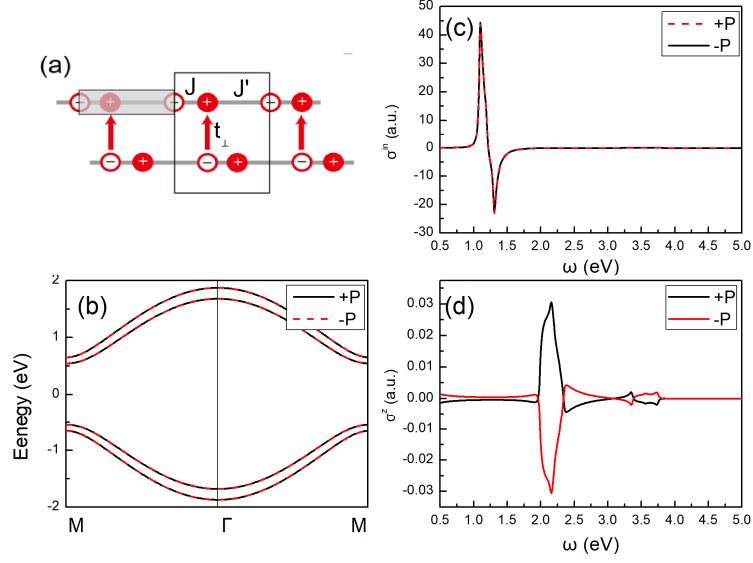 (a)
J J'
t⊥
− + − + − +
− + − + − +
(b)
+P
-P
Eenegy (eV)
2
1
0
-1
-2
M Γ M
(c)
+P
-P
σⁱⁿ (a.u.)
50
40
30
20
10
0
-10
-20
-30
0.5 1.0 1.5 2.0 2.5 3.0 3.5 4.0 4.5 5.0
ω (eV)
(d)
+P
-P
σᶻ (a.u.)
0.03
0.02
0.01
0.00
-0.01
-0.02
-0.03
0.5 1.0 1.5 2.0 2.5 3.0 3.5 4.0 4.5 5.0
ω (eV)